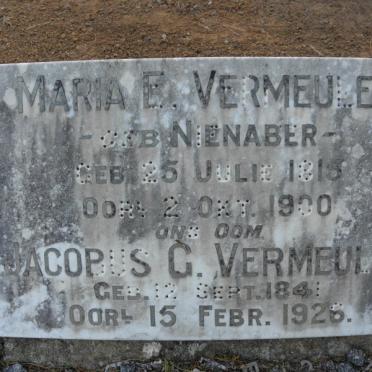 MARIA E. VERMEULE
- GEB NIENABER -
GEB. 25 JULIE
OORL 2 OKT. 1900
ONS OOM
JACOBUS G. VERMEUL
GEB. 12 SEPT. 1841
OORL 15 FEBR. 1926.